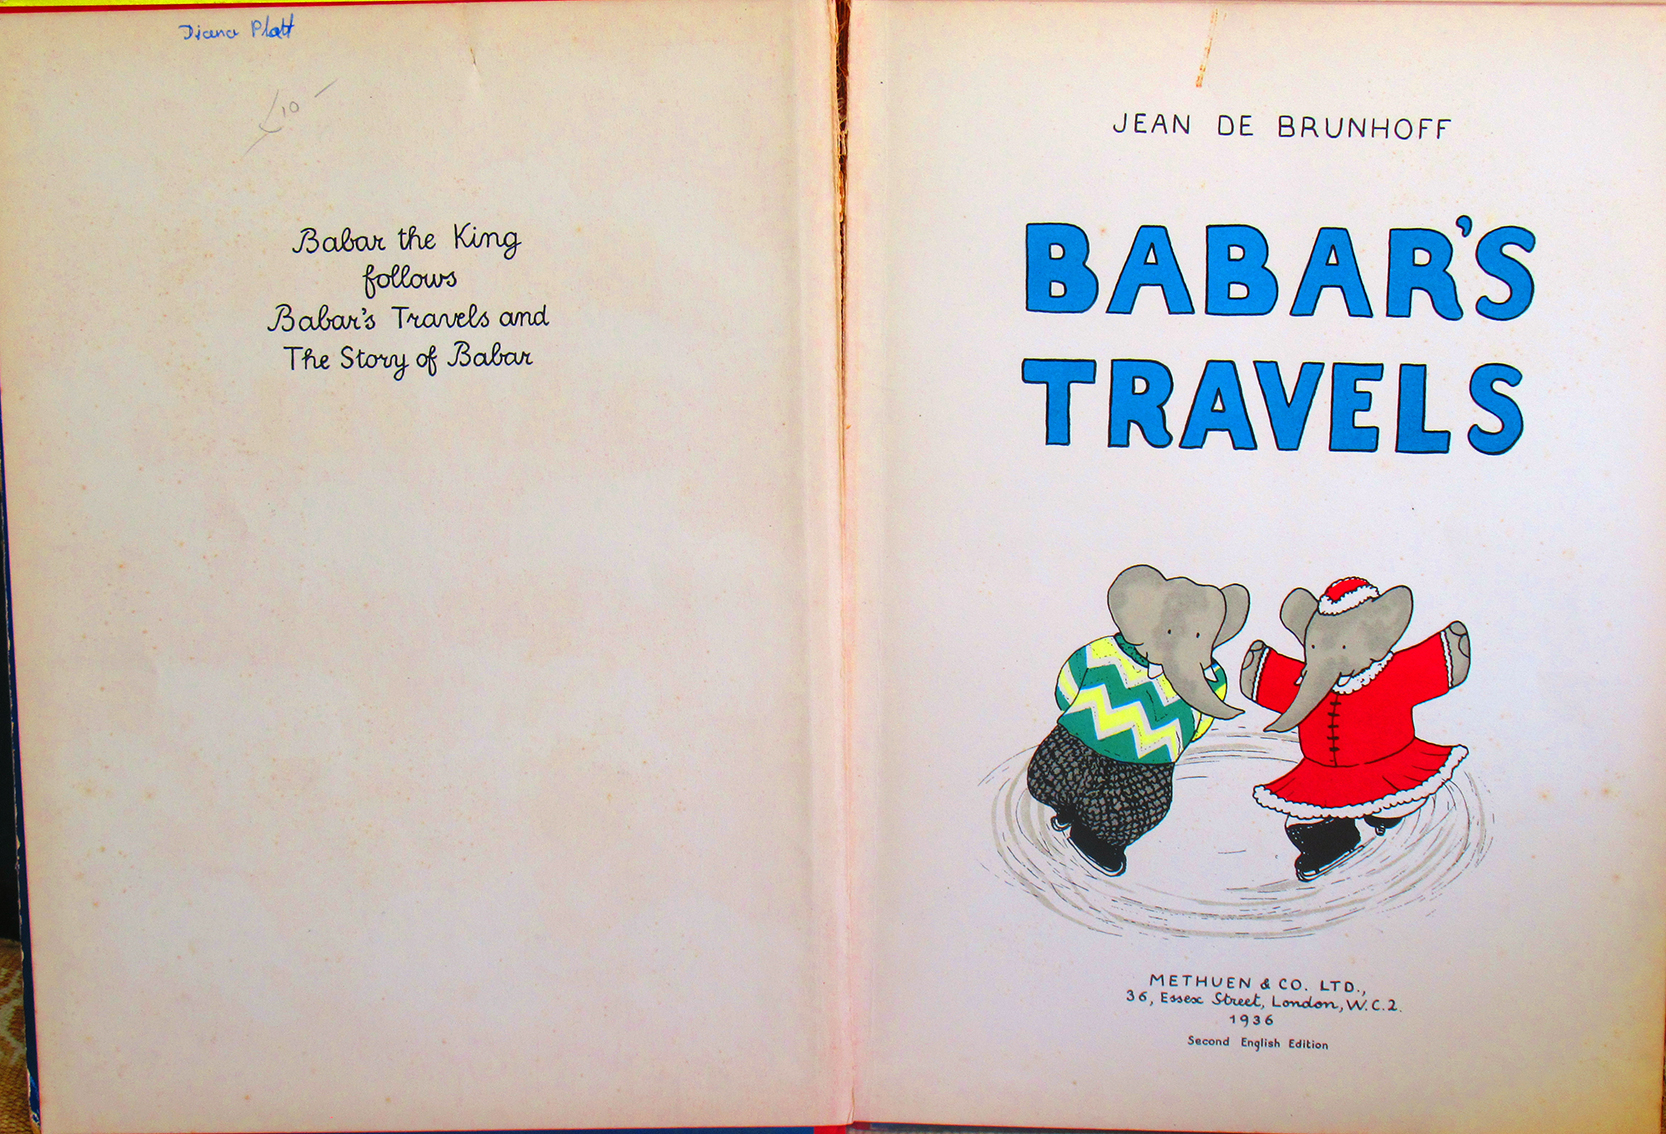 Diana Platt
£10
Babar the King
follows
Babar's Travels and
The Story of Babar
JEAN DE BRUNHOFF
BABAR'S
TRAVELS
METHUEN & CO. LTD.,
36, Essex Street, London, W.C.2.
1936
Second English Edition